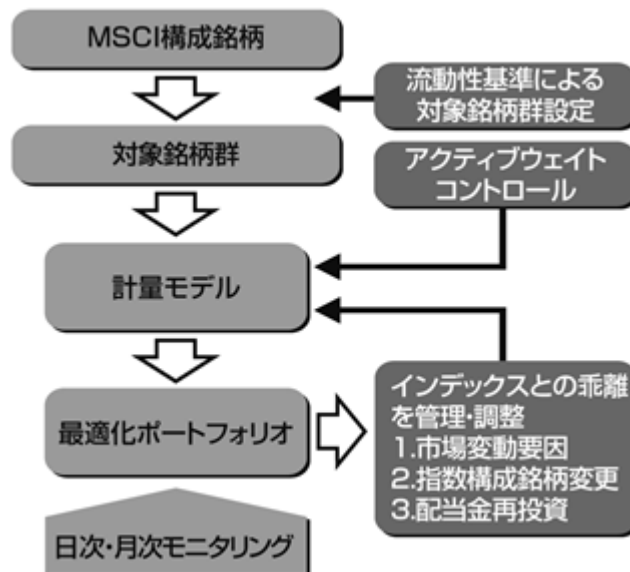 MSCI構成銘柄
流動性基準による
対象銘柄群設定
対象銘柄群
アクティブウェイト
コントロール
計量モデル
最適化ポートフォリオ
インデックスとの乖離
を管理・調整
1.市場変動要因
2.指数構成銘柄変更
3.配当金再投資
日次・月次モニタリング